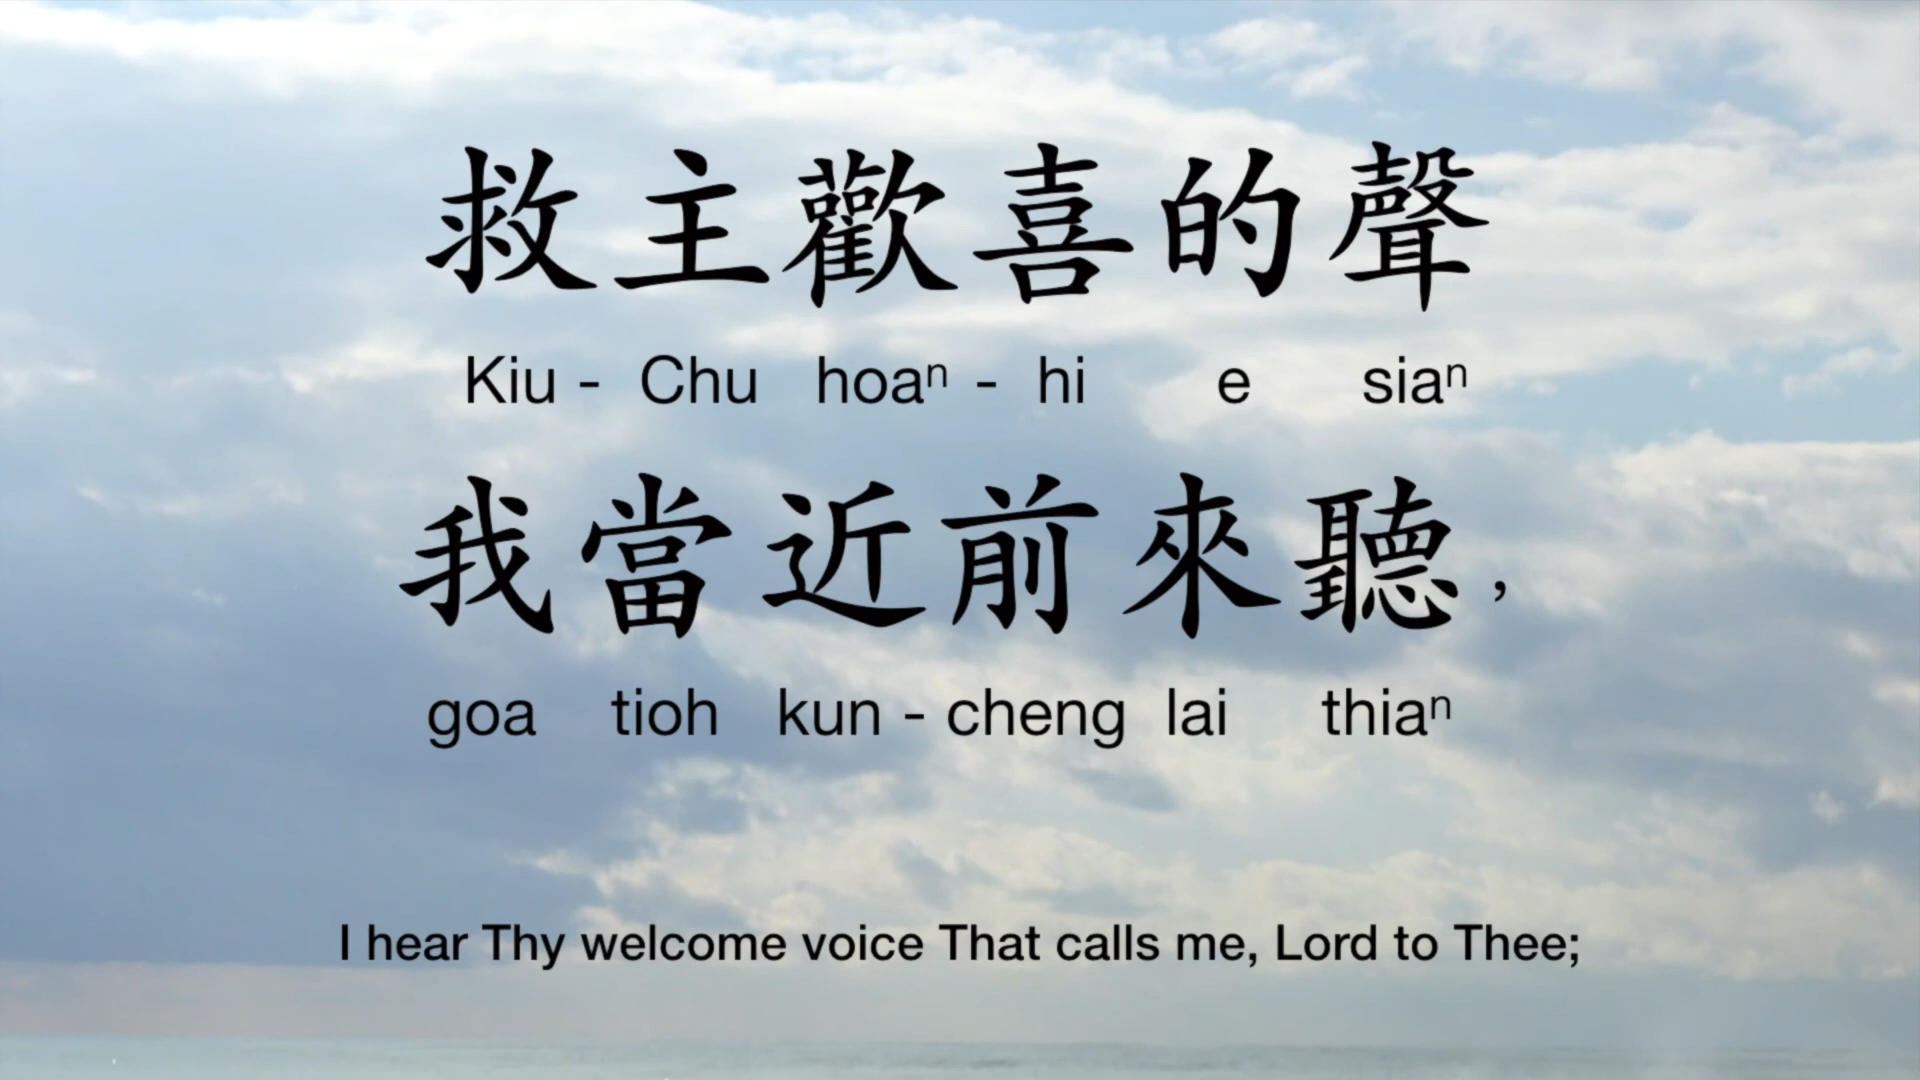 救主歡喜的聲
Kiu - Chu hoaⁿ - hi e siaⁿ
我當近前來聽，
goa tioh kun - cheng lai thiaⁿ
I hear Thy welcome voice That calls me, Lord to Thee;